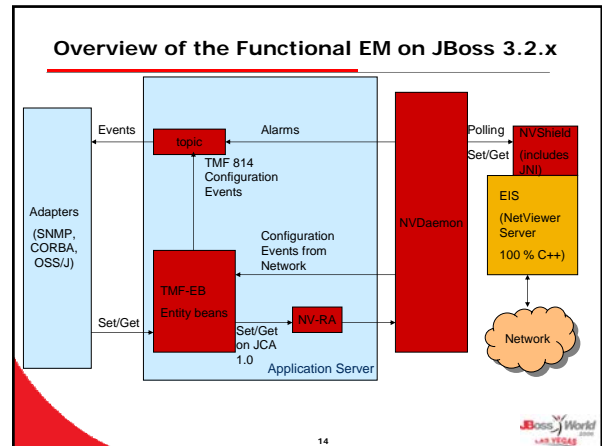 Overview of the Functional EM on JBoss 3.2.x
Events
topic
Alarms
Polling
Set/Get
NVShield
(includes
JNI)
TMF 814
Configuration
Events
Adapters
(SNMP,
CORBA,
OSS/J)
NVDaemon
EIS
(NetViewer
Server
100 % C++)
Configuration
Events from
Network
TMF-EB
Entity beans
NV-RA
Set/Get
Set/Get
on JCA
1.0
Application Server
Network
14
JBoss World
2006
LAS VEGAS